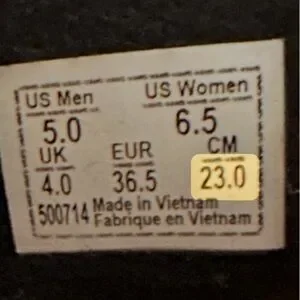 US Men US Women
5.0 6.5
UK EUR CM
4.0 36.5 23.0
500714 Made in Vietnam
Fabrique en Vietnam